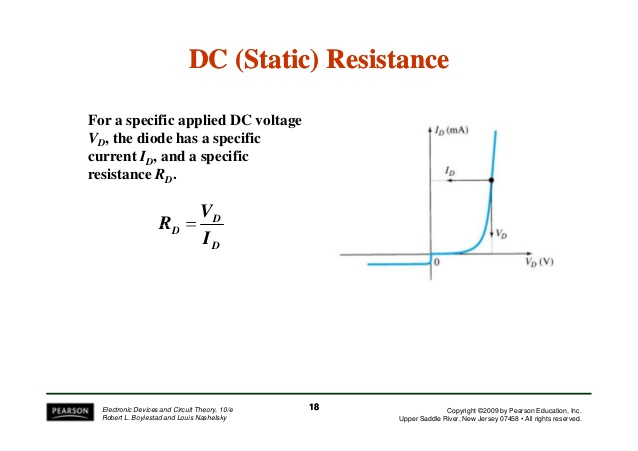 DC (Static) Resistance
For a specific applied DC voltage
V_D, the diode has a specific
current I_D, and a specific
resistance R_D.
R_D = V_D / I_D
I_D (mA)
I_D
V_D
0
V_D (V)
PEARSON
Electronic Devices and Circuit Theory, 10/e
Robert L. Boylestad and Louis Nashelsky
18
Copyright ©2009 by Pearson Education, Inc.
Upper Saddle River, New Jersey 07458 • All rights reserved.